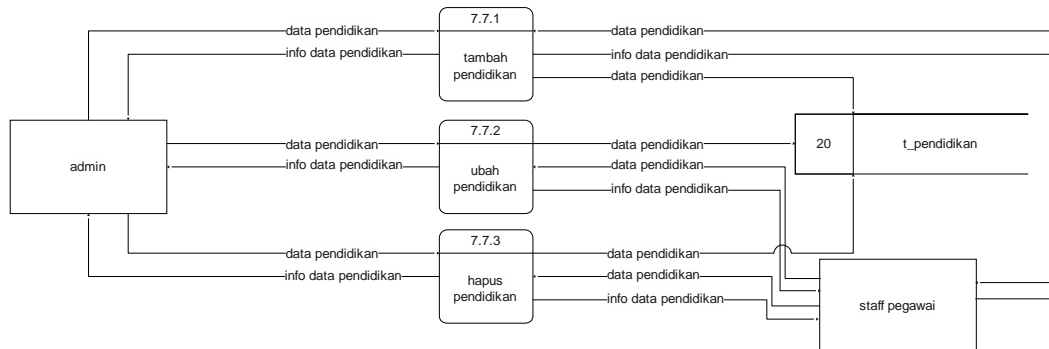 7.7.1
data pendidikan
data pendidikan
info data pendidikan
tambah
pendidikan
info data pendidikan
data pendidikan
7.7.2
data pendidikan
data pendidikan
20
t_pendidikan
admin
info data pendidikan
ubah
pendidikan
data pendidikan
info data pendidikan
7.7.3
data pendidikan
data pendidikan
info data pendidikan
hapus
pendidikan
data pendidikan
info data pendidikan
staff pegawai